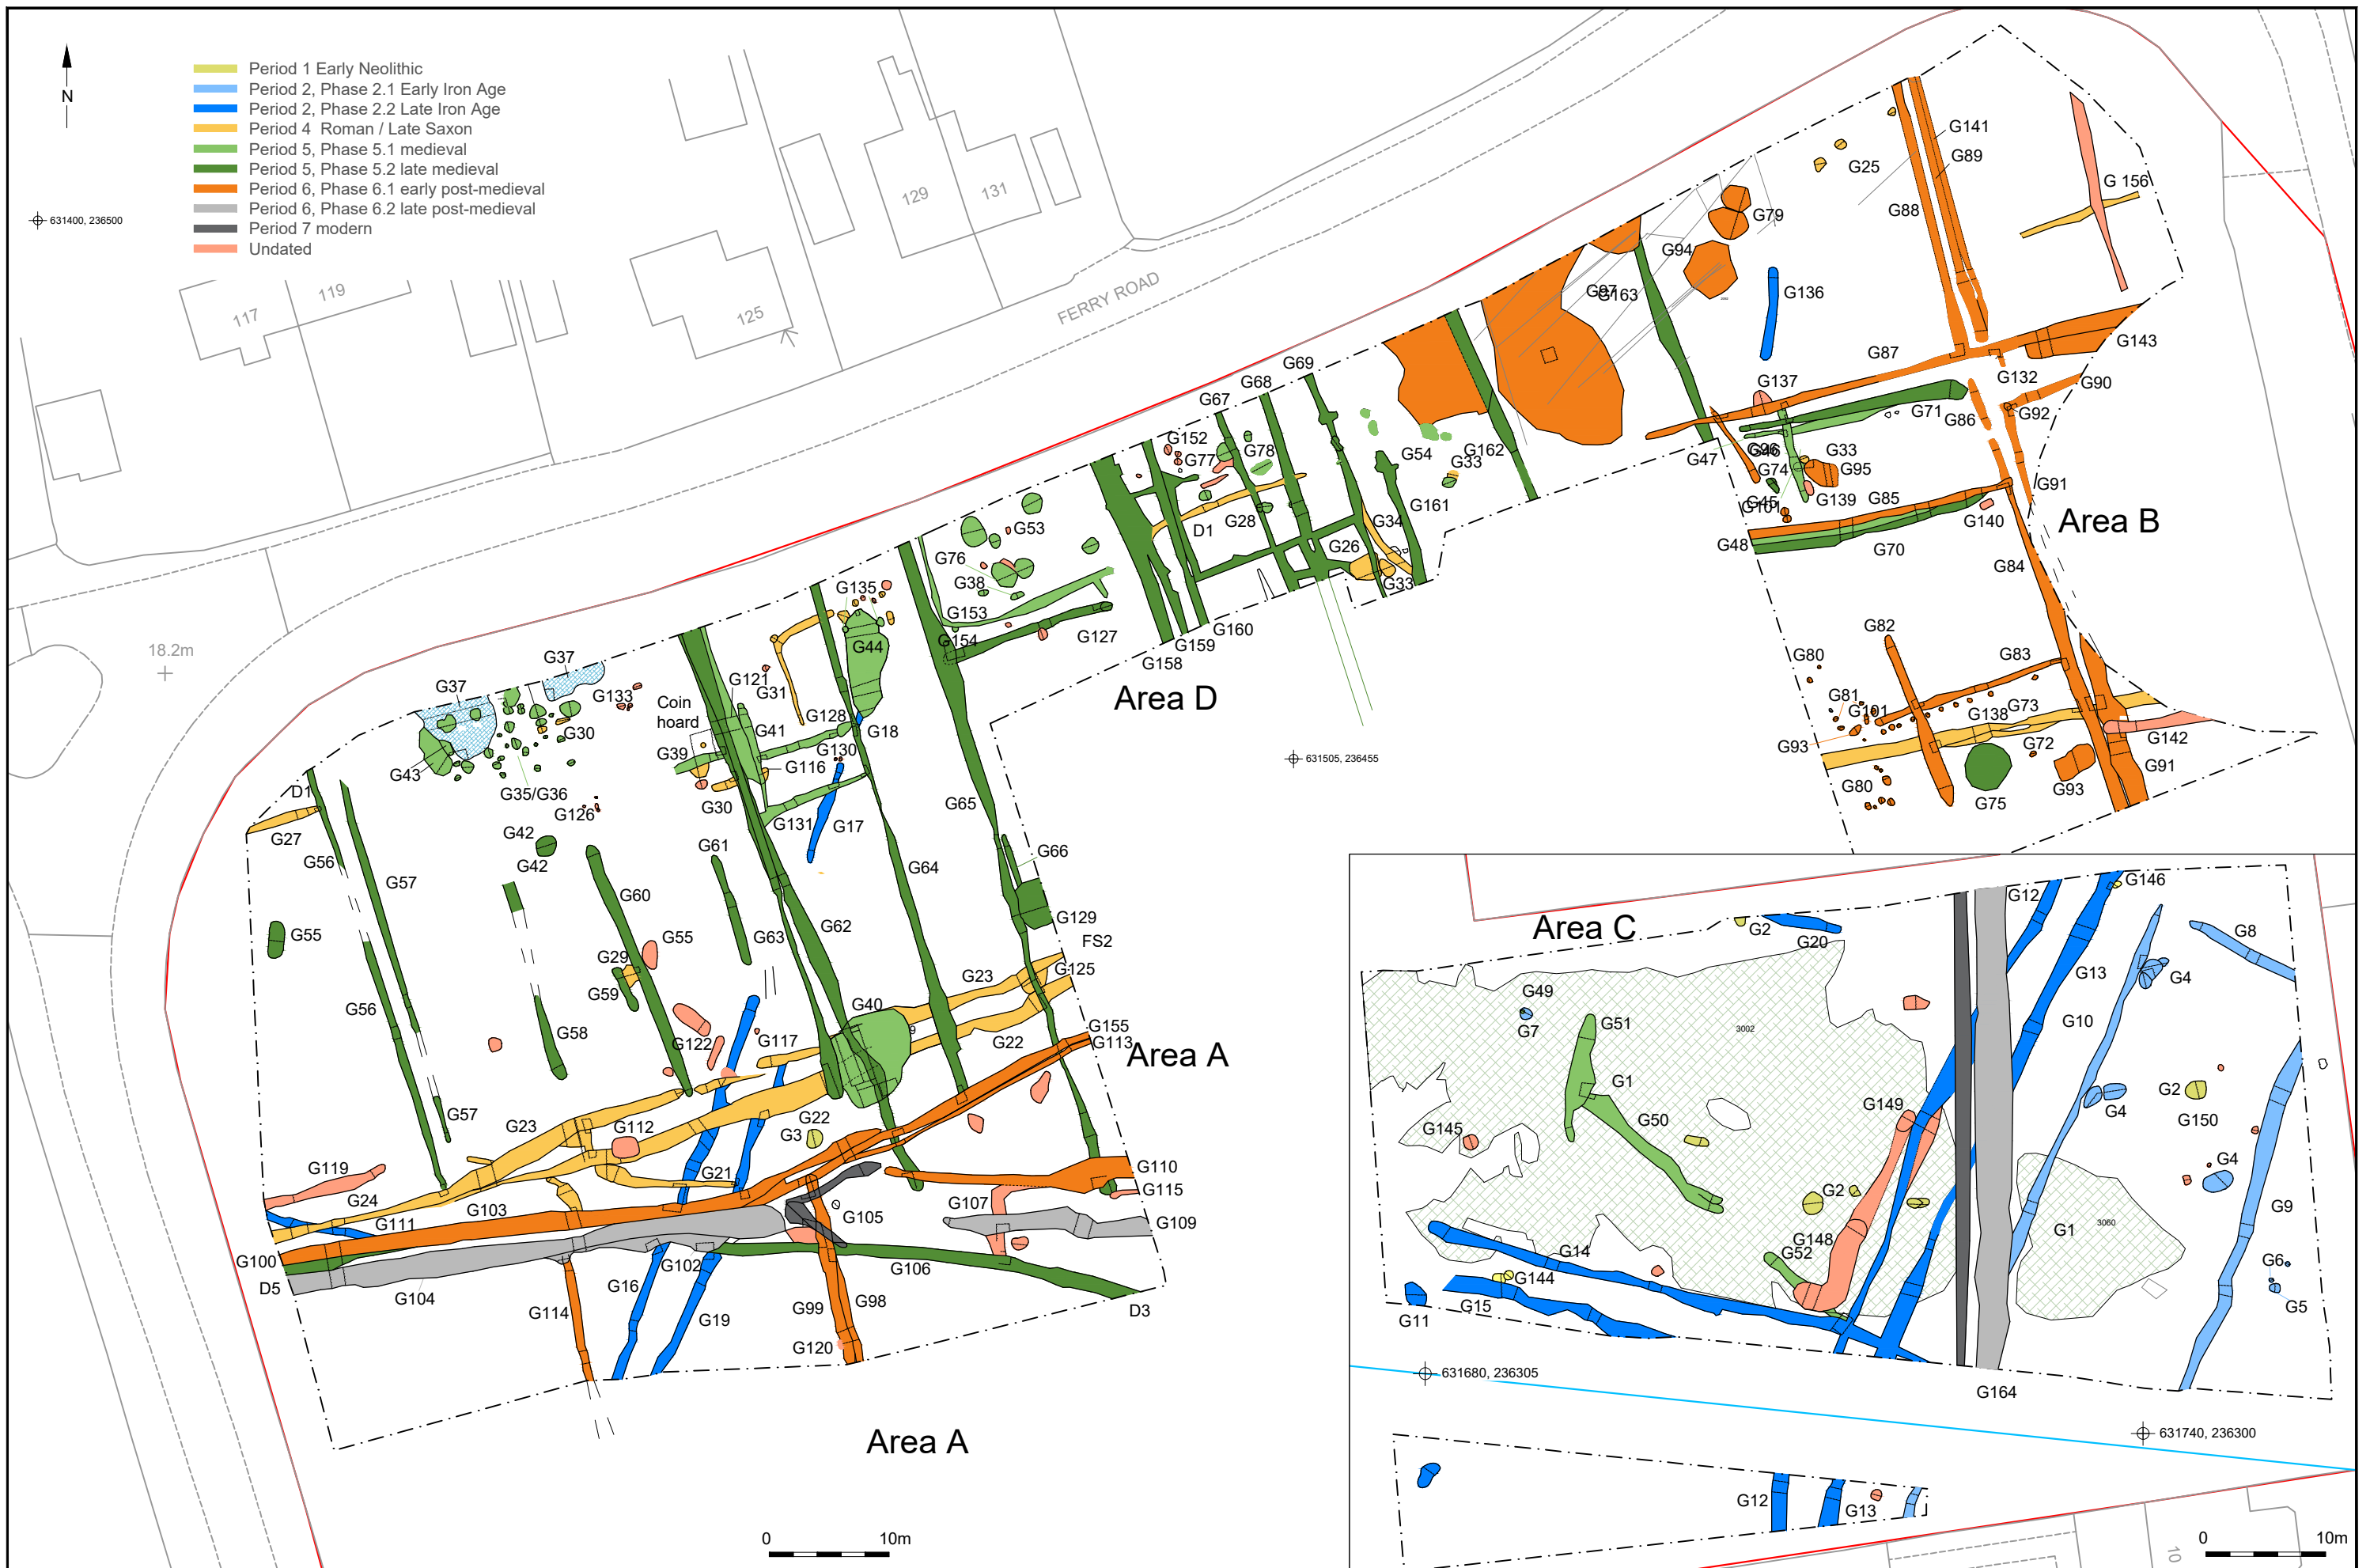 N
631400, 236500
Period 1 Early Neolithic
Period 2, Phase 2.1 Early Iron Age
Period 2, Phase 2.2 Late Iron Age
Period 4  Roman / Late Saxon
Period 5, Phase 5.1 medieval
Period 5, Phase 5.2 late medieval
Period 6, Phase 6.1 early post-medieval
Period 6, Phase 6.2 late post-medieval
Period 7 modern
Undated
117
119
125
129
131
FERRY ROAD
18.2m
G141
G89
G25
G88
G 156
G79
G94
G97
G163
G136
G87
G143
G132
G90
G137
G71
G86
G92
G47
G96
G46
G74
G33
G95
G45
G101
G139
G85
G140
G91
G48
G70
G84
Area B
G82
G80
G83
G81
G101
G73
G138
G93
G72
G142
G80
G75
G93
G91
G69
G68
G67
G152
G77
G78
G54
G162
G33
G161
G28
D1
G34
G26
G33
G53
G76
G38
G153
G154
G127
G160
G159
G158
Area D
631505, 236455
G135
G44
G37
G37
G133
G121
G31
Coin
hoard
G128
G18
G41
G30
G39
G130
G116
G43
G35/G36
G30
G126
G131
G17
G65
D1
G27
G56
G42
G42
G61
G57
G60
G66
G64
G62
G129
G55
G55
G63
FS2
G29
G59
G23
G125
G56
G40
G58
G122
G117
G22
G155
G113
Area A
G57
G23
G112
G22
G3
G119
G21
G110
G115
G24
G103
G107
G105
G109
G111
G100
G102
G106
D5
G104
G16
G114
G19
G99
G98
D3
G120
Area A
0
10m
Area C
G2
G20
G12
G146
G8
G13
G4
G49
G7
G51
3002
G10
G1
G149
G4
G2
G150
G50
G145
G4
G2
G9
G1
3060
G148
G52
G14
G144
G15
G6
G5
G11
631680, 236305
G164
631740, 236300
G12
G13
0
10m
10